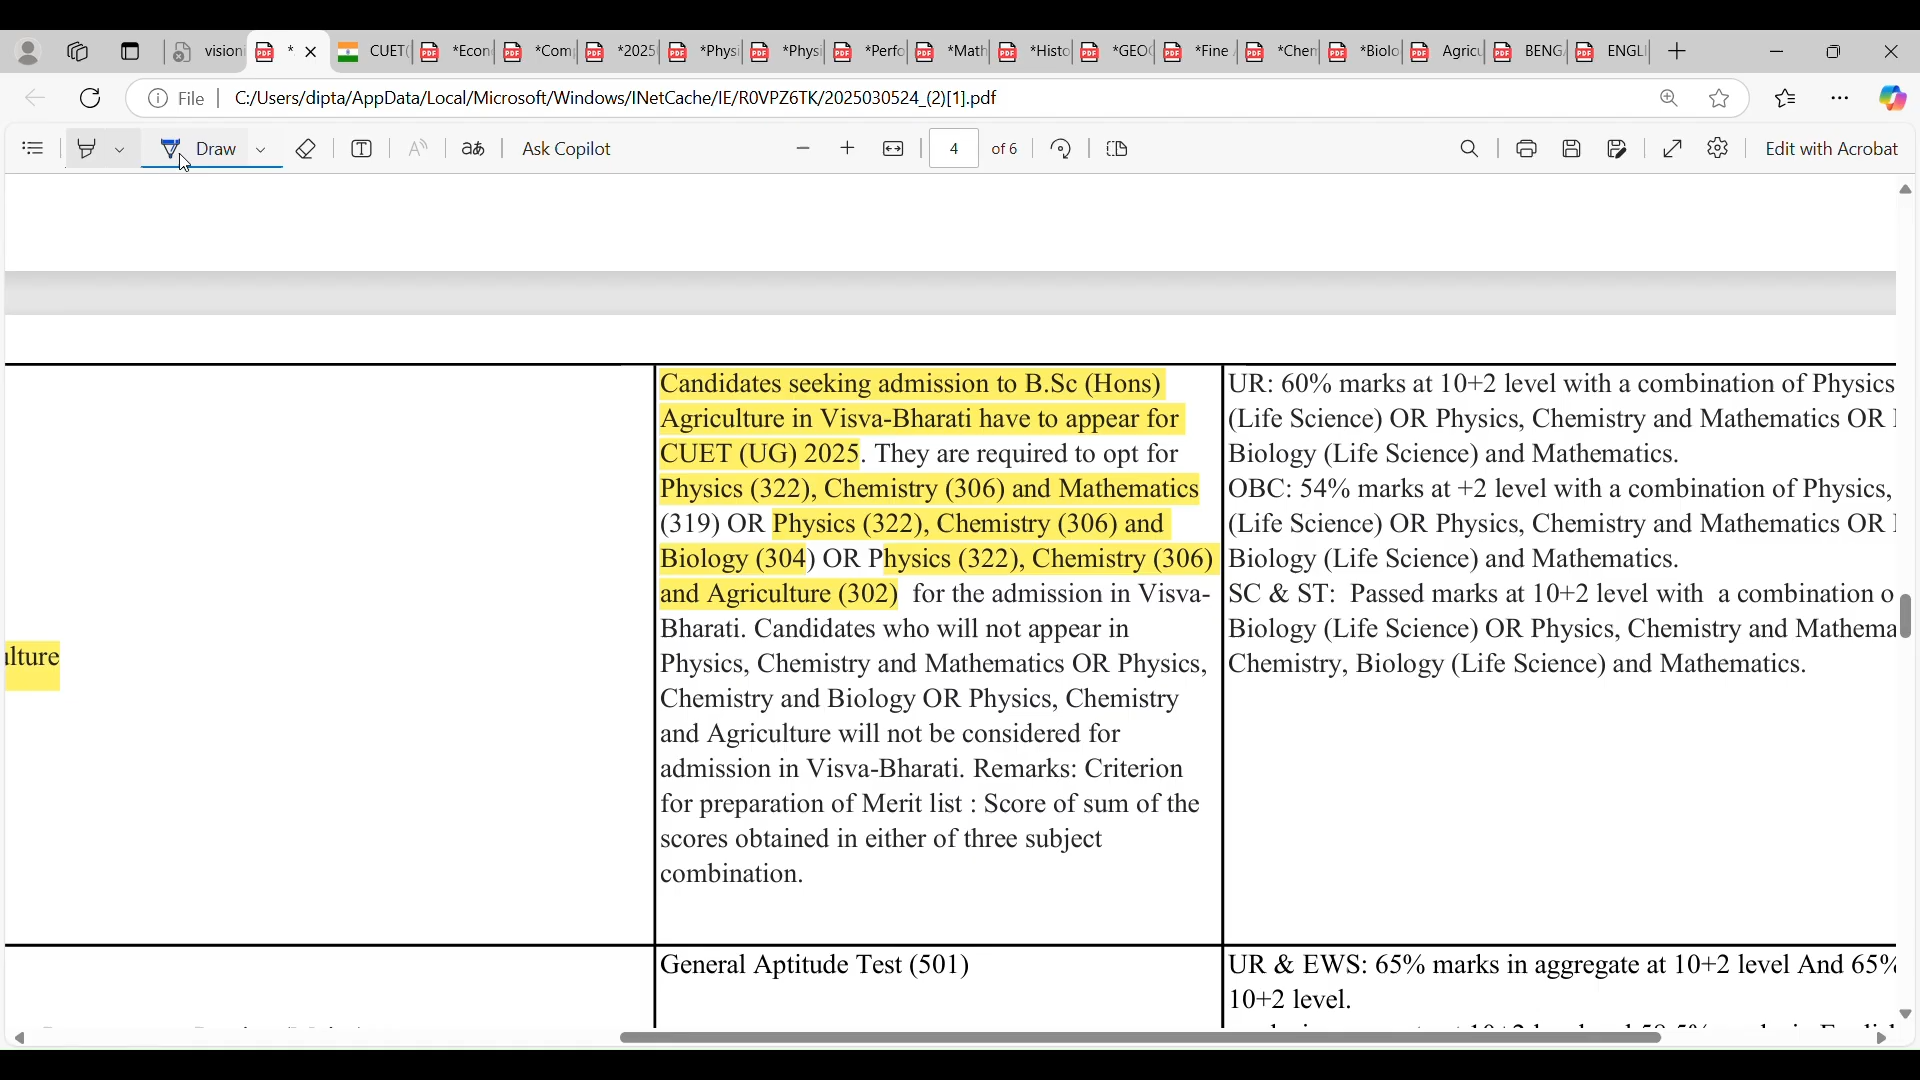 vision
*
CUET(
*Econ
*Com
*2025
*Physi
*Physi
*Perfo
*Math
*Histo
*GEO
*Fine
*Chem
*Biolo
Agricu
BENG
ENGLI
File
C:/Users/dipta/AppData/Local/Microsoft/Windows/INetCache/IE/R0VPZ6TK/2025030524_(2)[1].pdf
Draw
aあ
Ask Copilot
4
of 6
Edit with Acrobat
ulture
Candidates seeking admission to B.Sc (Hons)
Agriculture in Visva-Bharati have to appear for
CUET (UG) 2025. They are required to opt for
Physics (322), Chemistry (306) and Mathematics
(319) OR Physics (322), Chemistry (306) and
Biology (304) OR Physics (322), Chemistry (306)
and Agriculture (302) for the admission in Visva-
Bharati. Candidates who will not appear in
Physics, Chemistry and Mathematics OR Physics,
Chemistry and Biology OR Physics, Chemistry
and Agriculture will not be considered for
admission in Visva-Bharati. Remarks: Criterion
for preparation of Merit list : Score of sum of the
scores obtained in either of three subject
combination.
UR: 60% marks at 10+2 level with a combination of Physics
(Life Science) OR Physics, Chemistry and Mathematics OR
Biology (Life Science) and Mathematics.
OBC: 54% marks at +2 level with a combination of Physics,
(Life Science) OR Physics, Chemistry and Mathematics OR
Biology (Life Science) and Mathematics.
SC & ST: Passed marks at 10+2 level with a combination o
Biology (Life Science) OR Physics, Chemistry and Mathema
Chemistry, Biology (Life Science) and Mathematics.
General Aptitude Test (501)
UR & EWS: 65% marks in aggregate at 10+2 level And 65%
10+2 level.